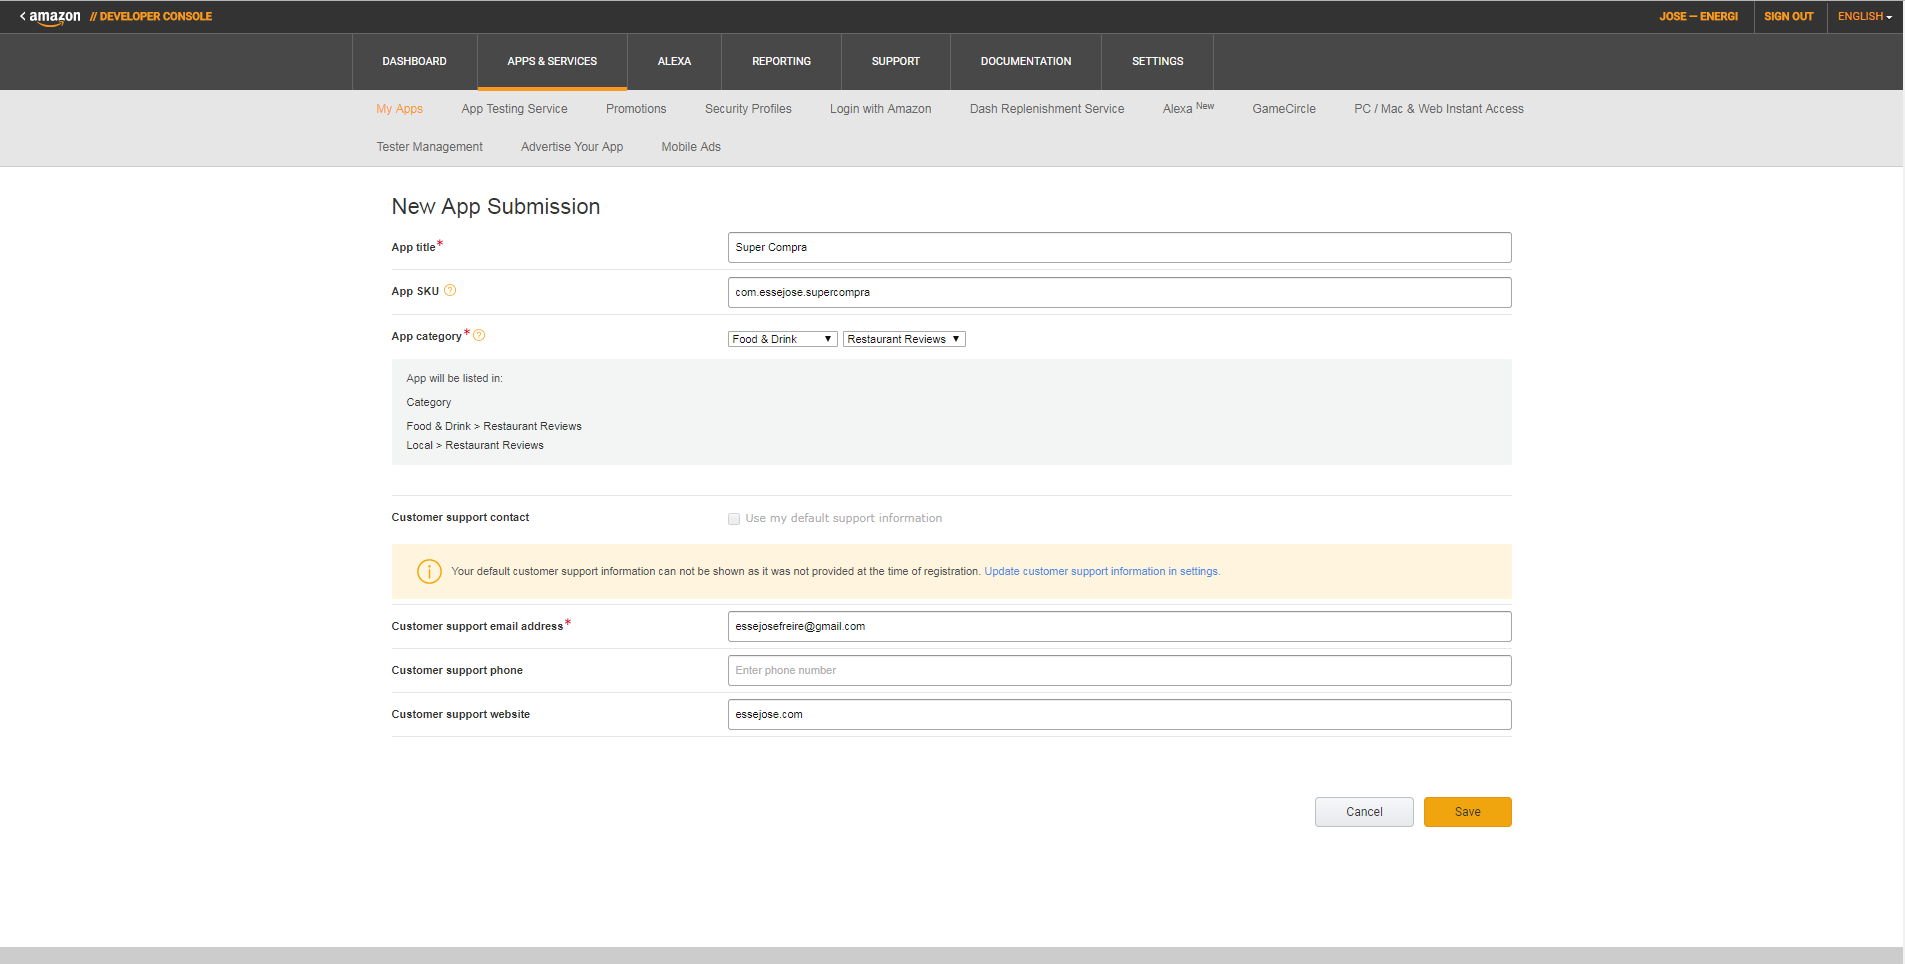 amazon // DEVELOPER CONSOLE JOSE — ENERGI SIGN OUT ENGLISH
DASHBOARD APPS & SERVICES ALEXA REPORTING SUPPORT DOCUMENTATION SETTINGS
My Apps App Testing Service Promotions Security Profiles Login with Amazon Dash Replenishment Service Alexa New GameCircle PC / Mac & Web Instant Access
Tester Management Advertise Your App Mobile Ads
New App Submission
App title* Super Compra
App SKU ? com.essejose.supercompra
App category* ? Food & Drink Restaurant Reviews
App will be listed in:
Category
Food & Drink > Restaurant Reviews
Local > Restaurant Reviews
Customer support contact Use my default support information
Your default customer support information can not be shown as it was not provided at the time of registration. Update customer support information in settings.
Customer support email address* essejosefreire@gmail.com
Customer support phone Enter phone number
Customer support website essejose.com
Cancel Save